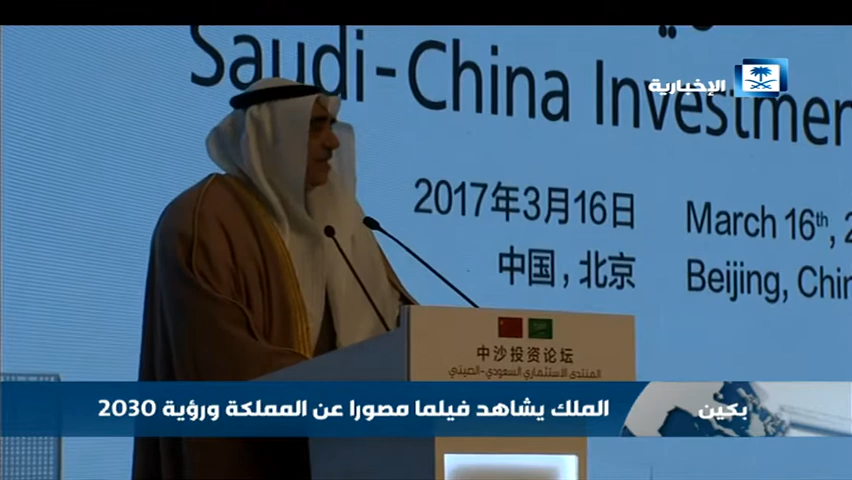 Saudi-China Investmen
الإخبارية
2017年3月16日
March 16th, 2
中国，北京
Beijing, Chin
中沙投资论坛
المنتدى الاستثماري السعودي-الصيني
بكين
الملك يشاهد فيلما مصورا عن المملكة ورؤية 2030